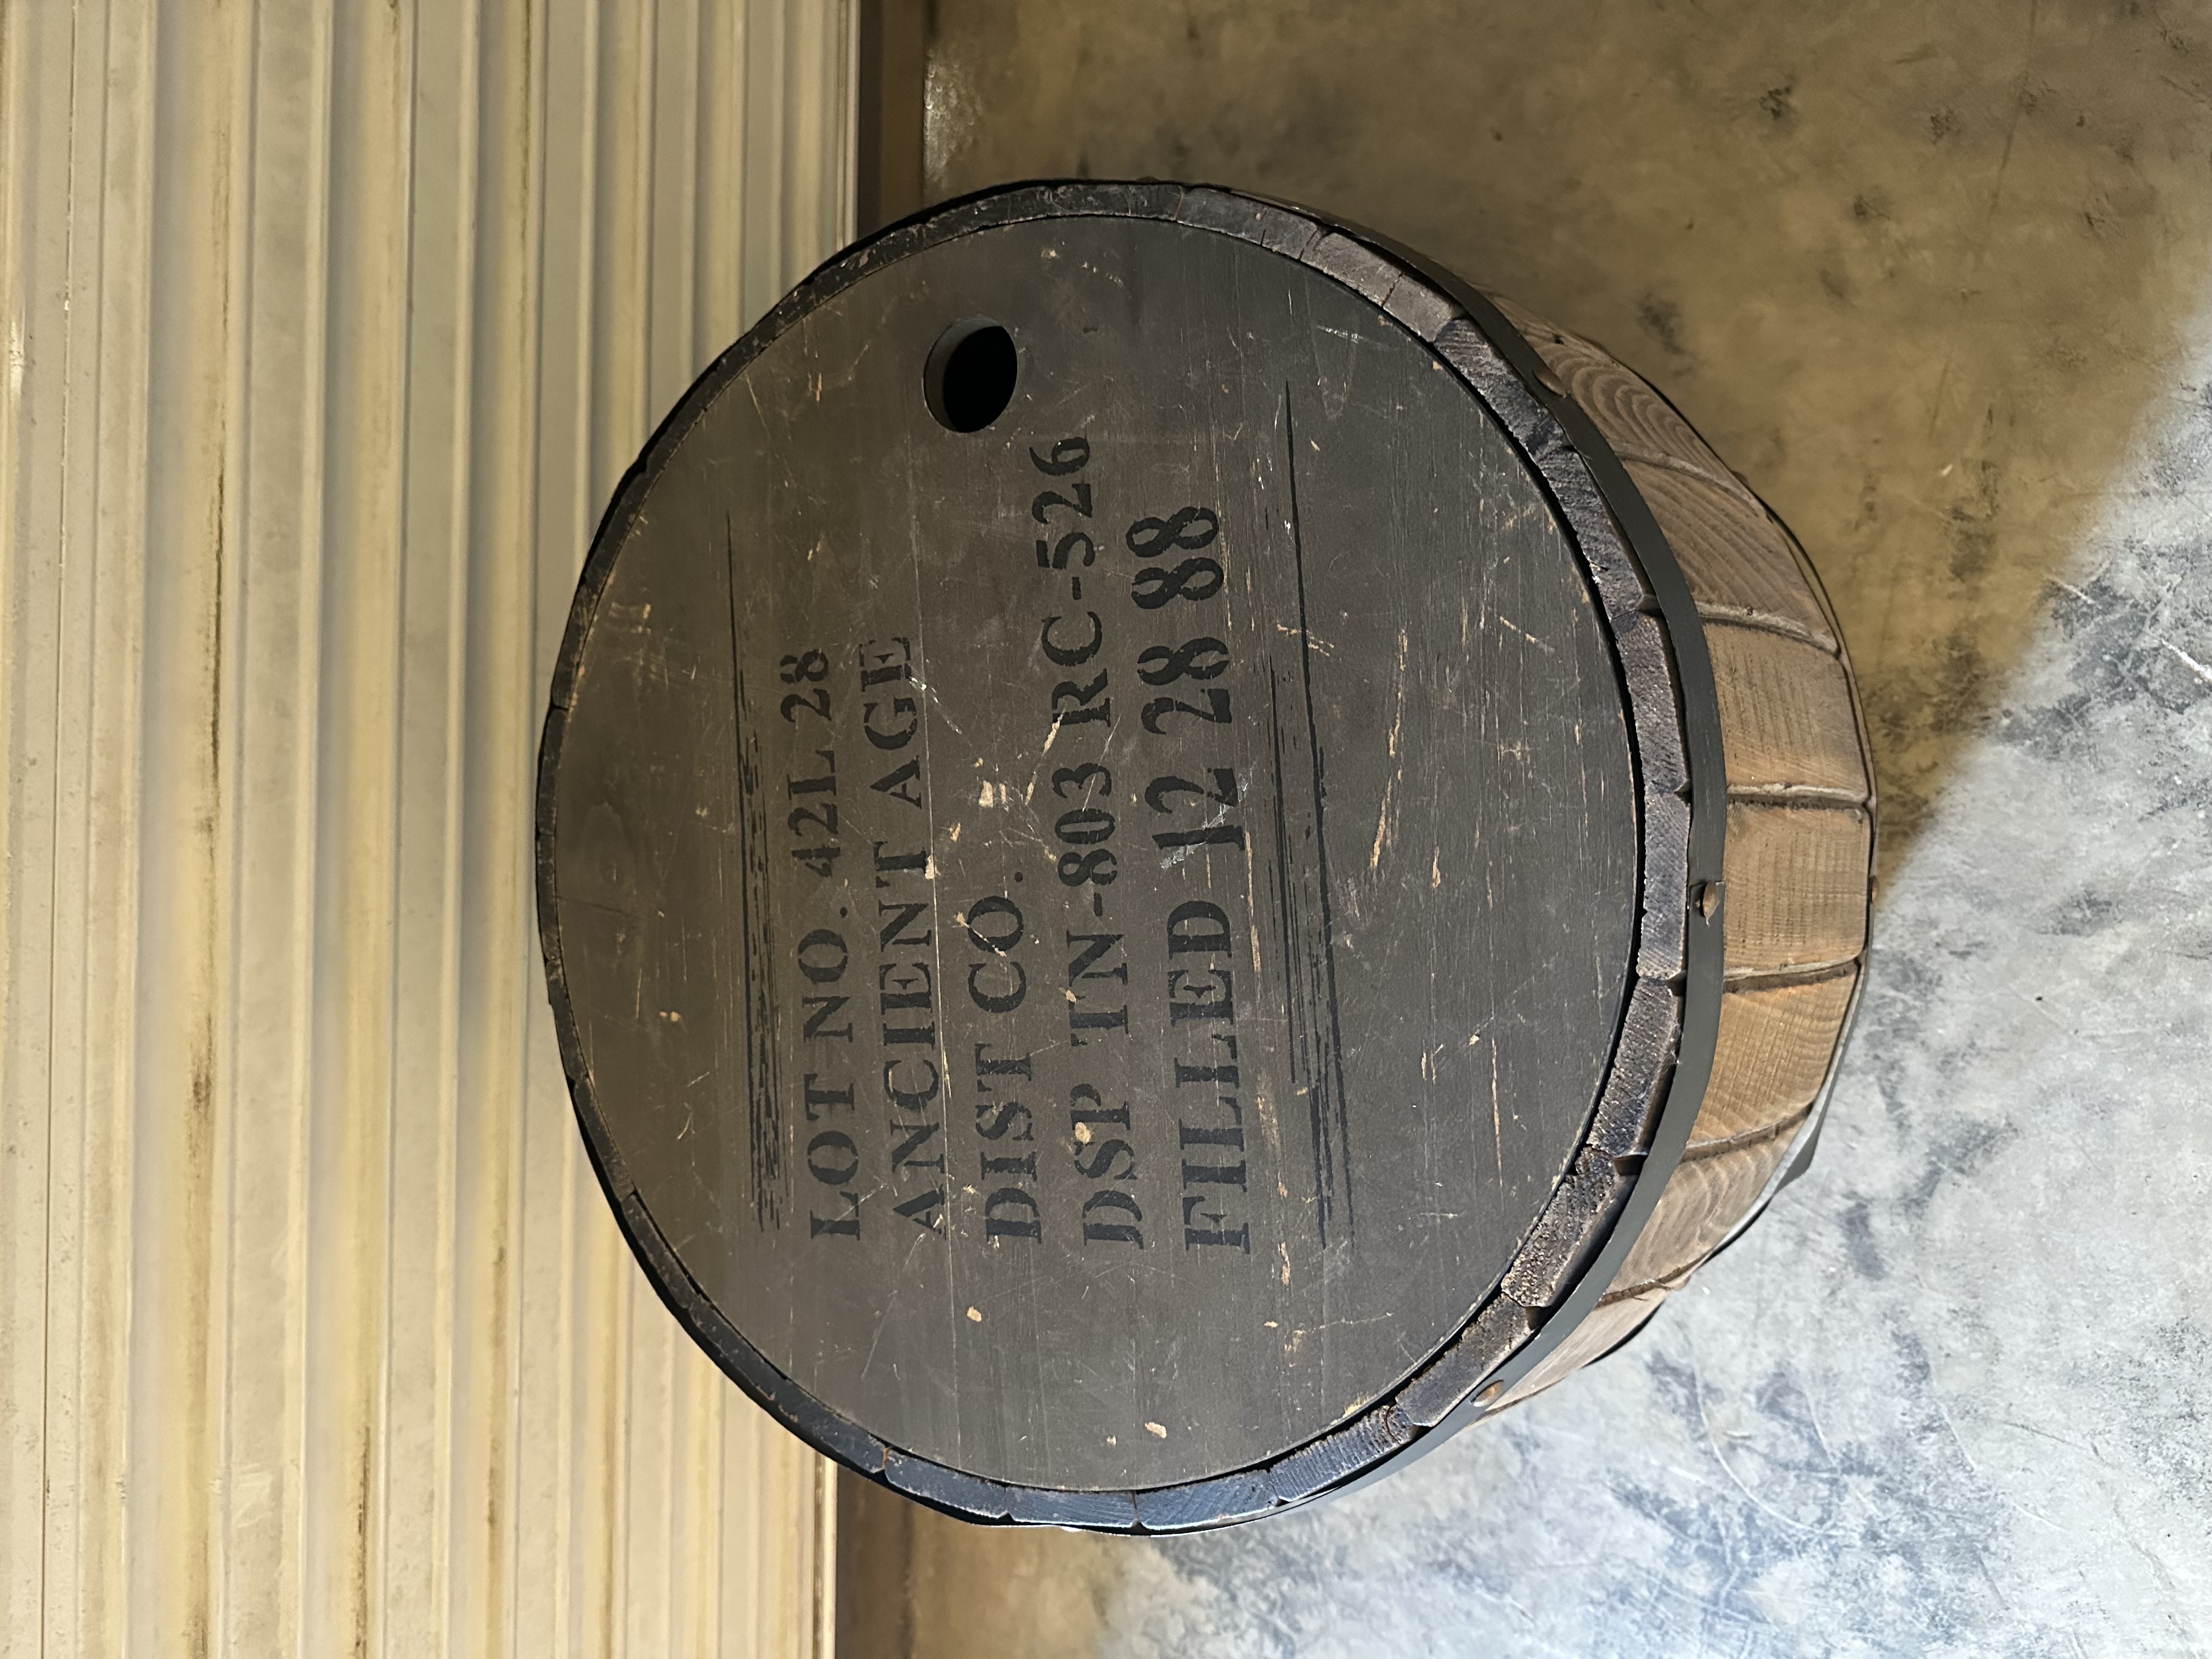 LOT NO. 42L 28
ANCIENT AGE
DIST CO.
DSP TN-803 RC-526
FILLED 12 28 88